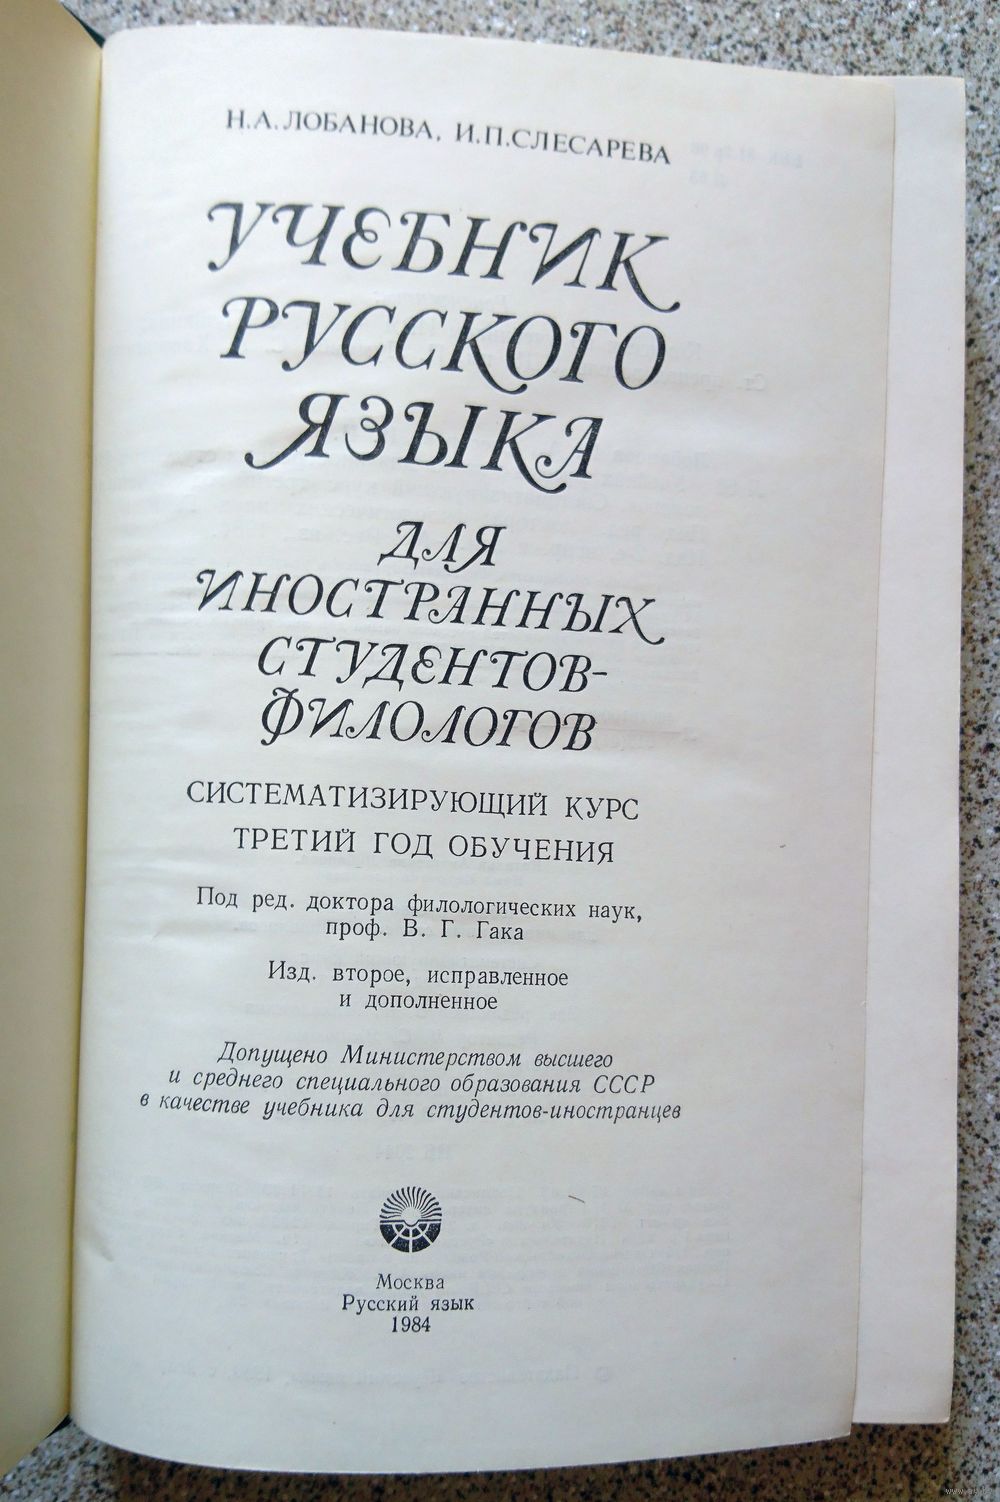 Н.А.ЛОБАНОВА, И.П.СЛЕСАРЕВА
УЧЕБНИК
РУССКОГО
ЯЗЫКА
ДЛЯ
ИНОСТРАННЫХ
СТУДЕНТОВ-
ФИЛОЛОГОВ
СИСТЕМАТИЗИРУЮЩИЙ КУРС
ТРЕТИЙ ГОД ОБУЧЕНИЯ
Под ред. доктора филологических наук,
проф. В. Г. Гака
Изд. второе, исправленное
и дополненное
Допущено Министерством высшего
и среднего специального образования СССР
в качестве учебника для студентов-иностранцев
Москва
Русский язык
1984